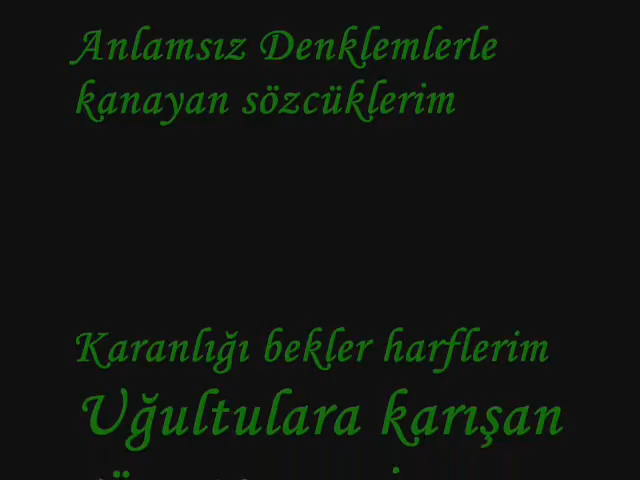 Anlamsız Denklemlerle
kanayan sözcüklerim
Karanlığı bekler harflerim
Uğultulara karışan